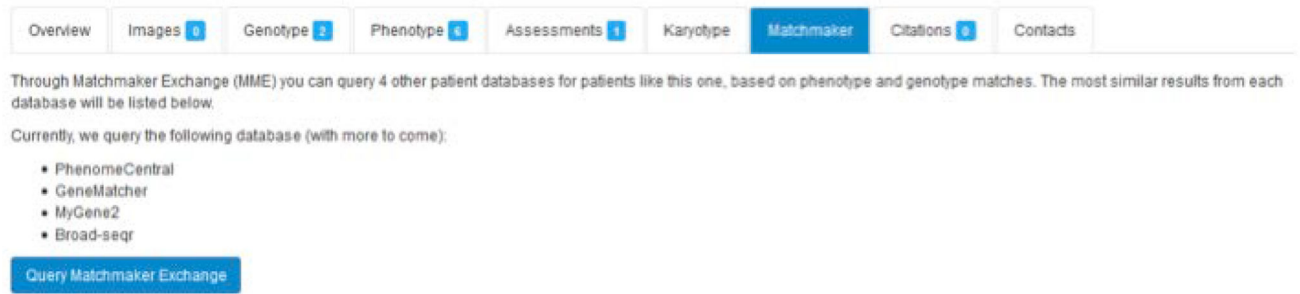 Overview Images 0 Genotype 2 Phenotype 6 Assessments 1 Karyotype Matchmaker Citations 0 Contacts
Through Matchmaker Exchange (MME) you can query 4 other patient databases for patients like this one, based on phenotype and genotype matches. The most similar results from each
database will be listed below.
Currently, we query the following database (with more to come):
• PhenomeCentral
• GeneMatcher
• MyGene2
• Broad-seqr
Query Matchmaker Exchange